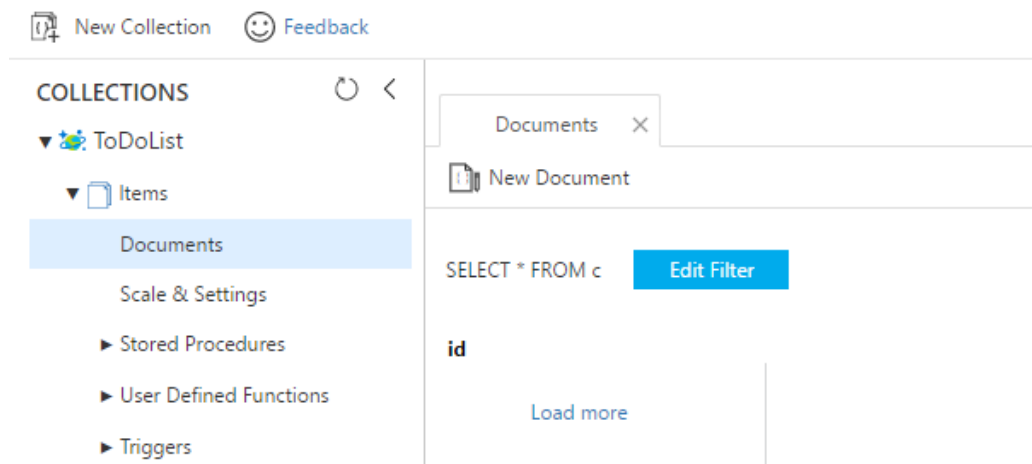 New Collection Feedback
COLLECTIONS
ToDoList
Items
Documents
Scale & Settings
Stored Procedures
User Defined Functions
Triggers
Documents
New Document
SELECT * FROM c Edit Filter
id
Load more